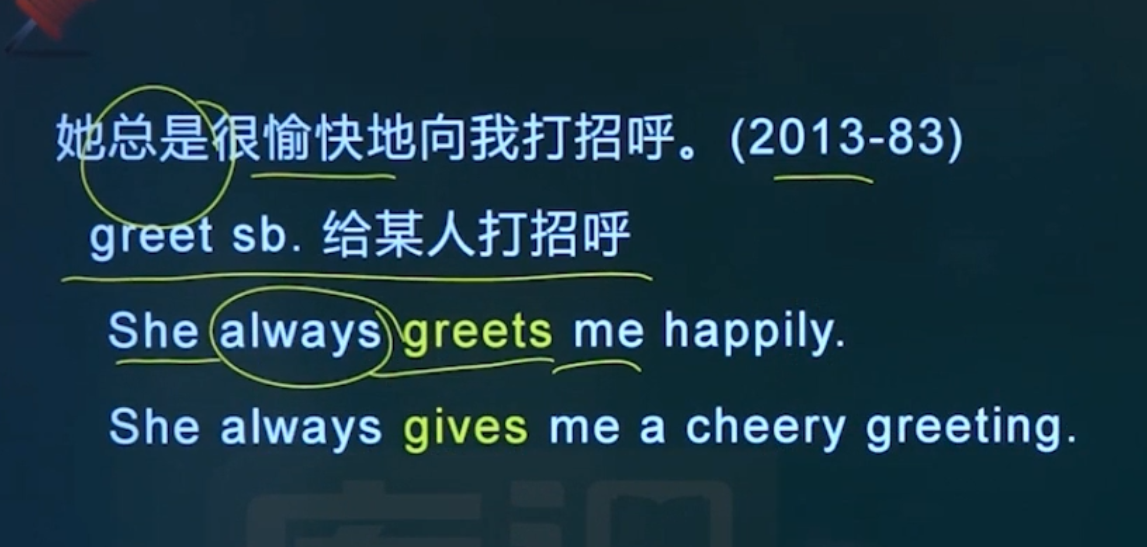 她总是很愉快地向我打招呼。(2013-83)
greet sb. 给某人打招呼
She always greets me happily.
She always gives me a cheery greeting.